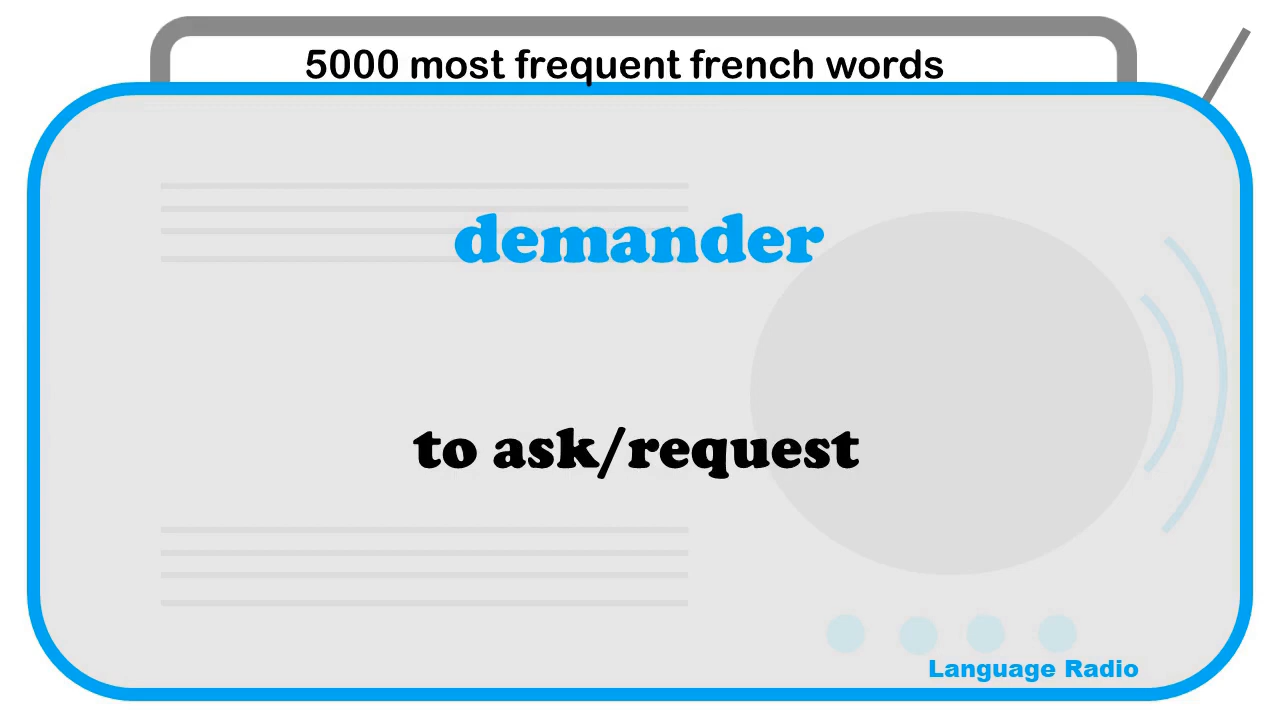 5000 most frequent french words
demander
to ask/request
Language Radio